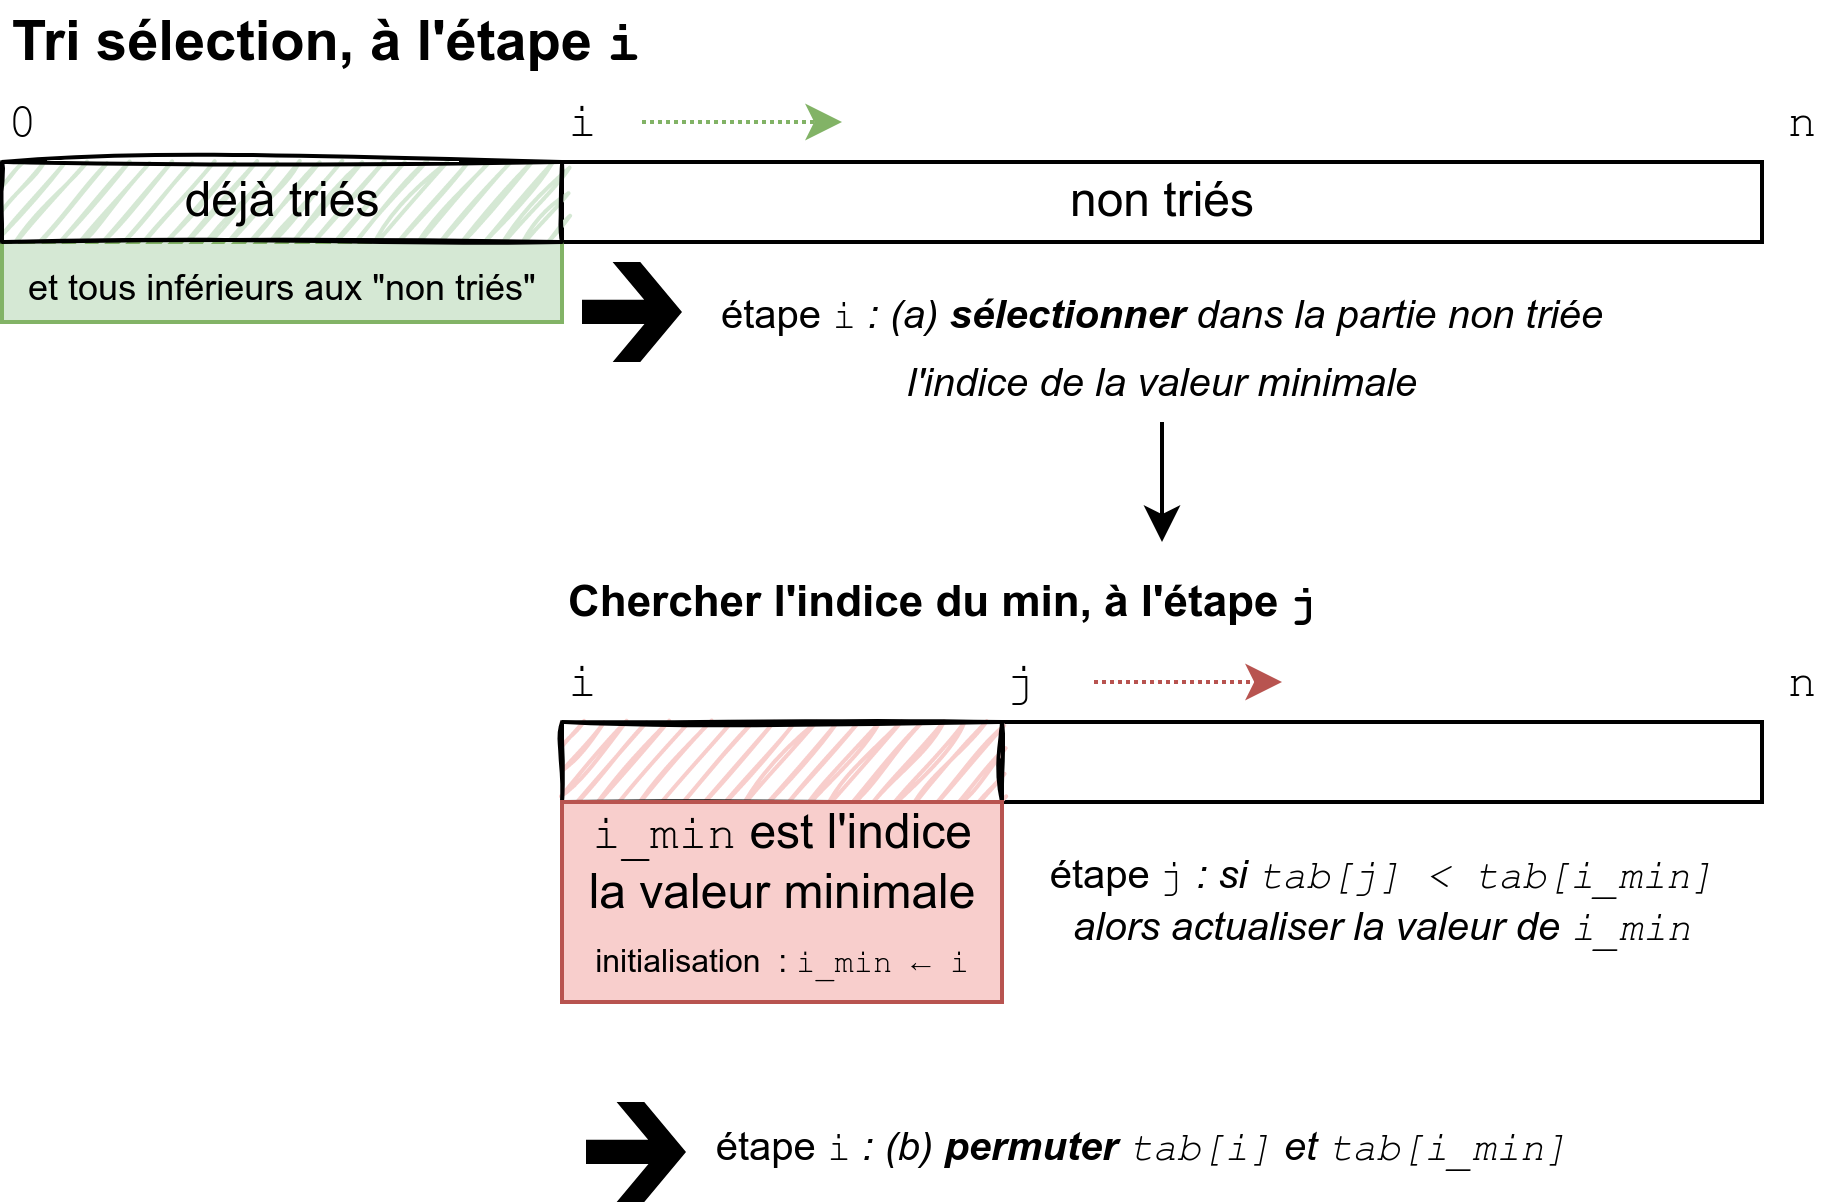 Tri sélection, à l'étape i
0 i n
déjà triés non triés
et tous inférieurs aux "non triés"
étape i : (a) sélectionner dans la partie non triée
l'indice de la valeur minimale
Chercher l'indice du min, à l'étape j
i j n
i_min est l'indice
la valeur minimale
initialisation : i_min ← i
étape j : si tab[j] < tab[i_min]
alors actualiser la valeur de i_min
étape i : (b) permuter tab[i] et tab[i_min]